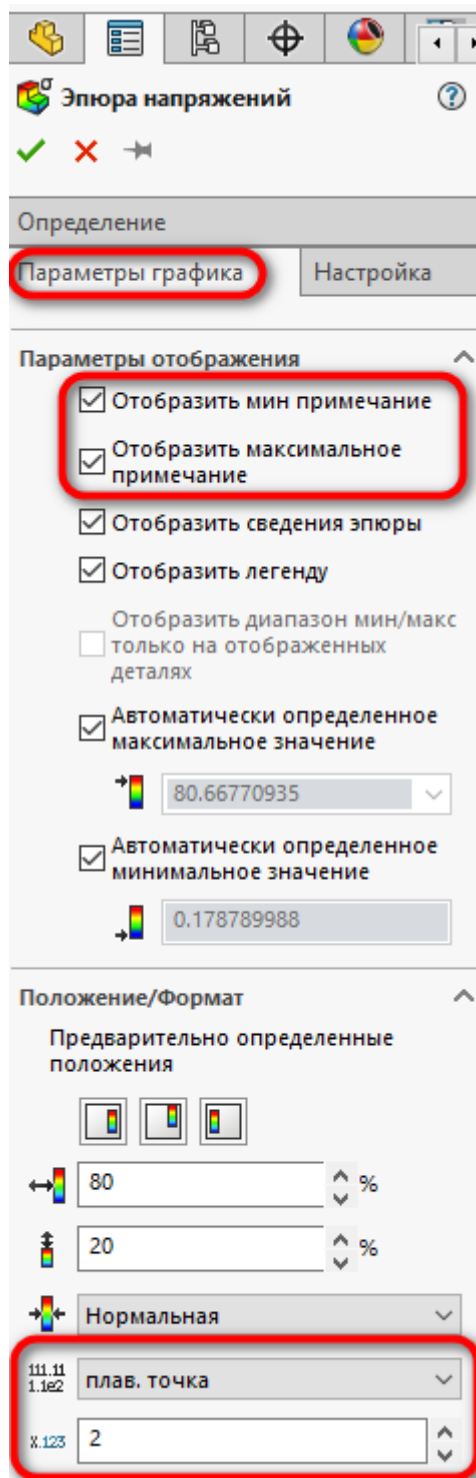 Эпюра напряжений
Определение
Параметры графика
Настройка
Параметры отображения
Отобразить мин примечание
Отобразить максимальное
примечание
Отобразить сведения эпюры
Отобразить легенду
Отобразить диапазон мин/макс
только на отображенных
деталях
Автоматически определенное
максимальное значение
80.66770935
Автоматически определенное
минимальное значение
0.178789988
Положение/Формат
Предварительно определенные
положения
80 %
20 %
Нормальная
111.11
1.1e2
плав. точка
x.123 2